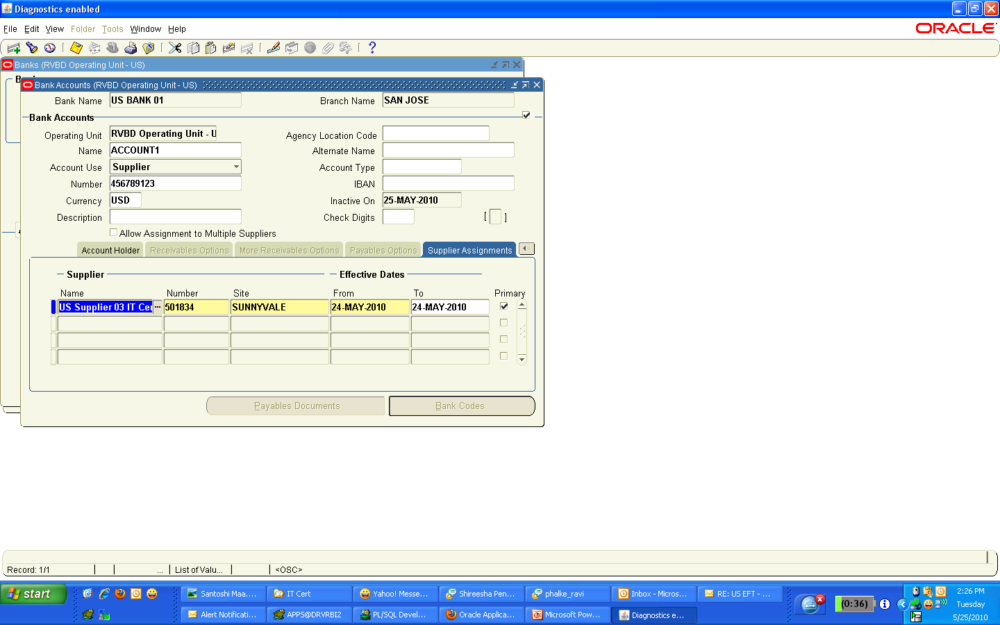 Diagnostics enabled
File Edit View Folder Tools Window Help
ORACLE
Banks (RVBD Operating Unit - US)
Bank Accounts (RVBD Operating Unit - US)
Bank Name US BANK 01 Branch Name SAN JOSE
Bank Accounts
Operating Unit RVBD Operating Unit - U Agency Location Code
Name ACCOUNT1 Alternate Name
Account Use Supplier Account Type
Number 456789123 IBAN
Currency USD Inactive On 25-MAY-2010
Description Check Digits [ ]
Allow Assignment to Multiple Suppliers
Account Holder Receivables Options More Receivables Options Payables Options Supplier Assignments
Supplier Effective Dates
Name Number Site From To Primary
US Supplier 03 IT Cer ... 501834 SUNNYVALE 24-MAY-2010 24-MAY-2010
Payables Documents Bank Codes
Record: 1/1 ... List of Valu... <OSC>
start Santoshi Maa.... IT Cert Yahoo! Messe... Shireesha Pen... phalke_ravi Inbox - Micros... RE: US EFT - ... 2:26 PM
(0:36) Tuesday
Alert Notificati... APPS@DRVRBI2 PL/SQL Devel... Oracle Applica... Microsoft Pow... Diagnostics e... 5/25/2010